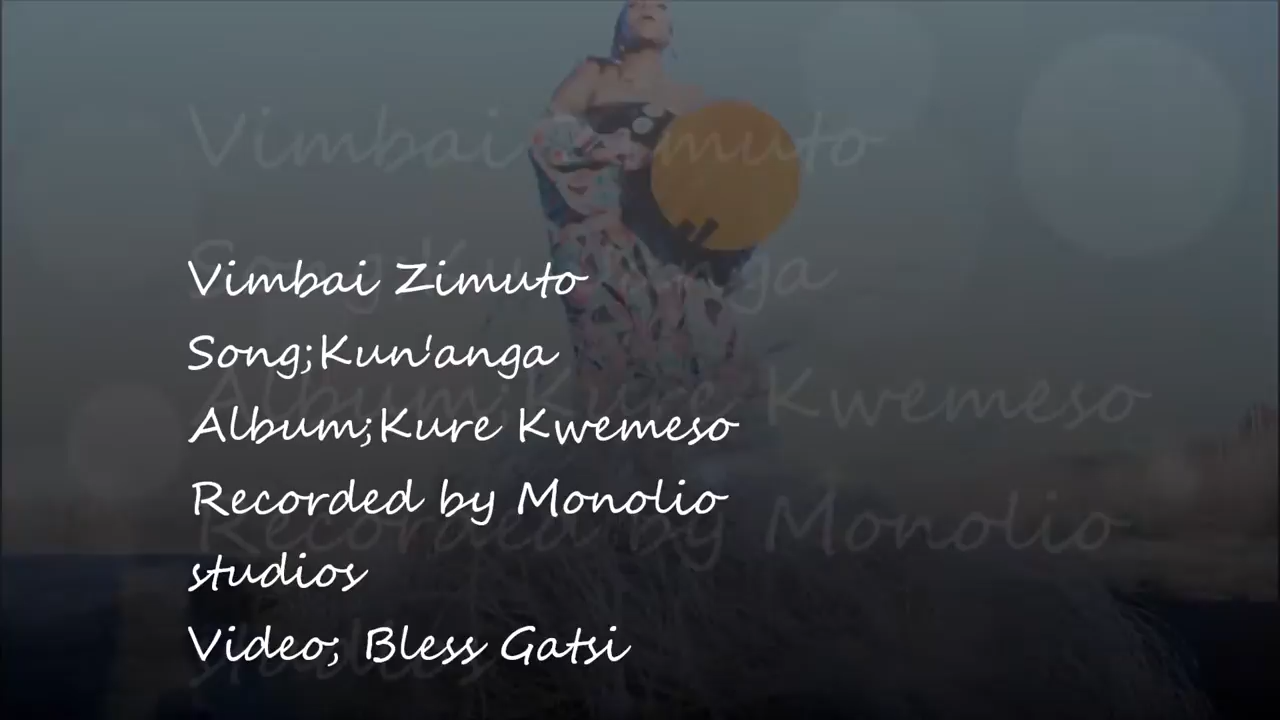 Vimbai Zimuto
Song;Kun'anga
Album;Kure Kwemeso
Recorded by Monolio
studios
Video; Bless Gatsi